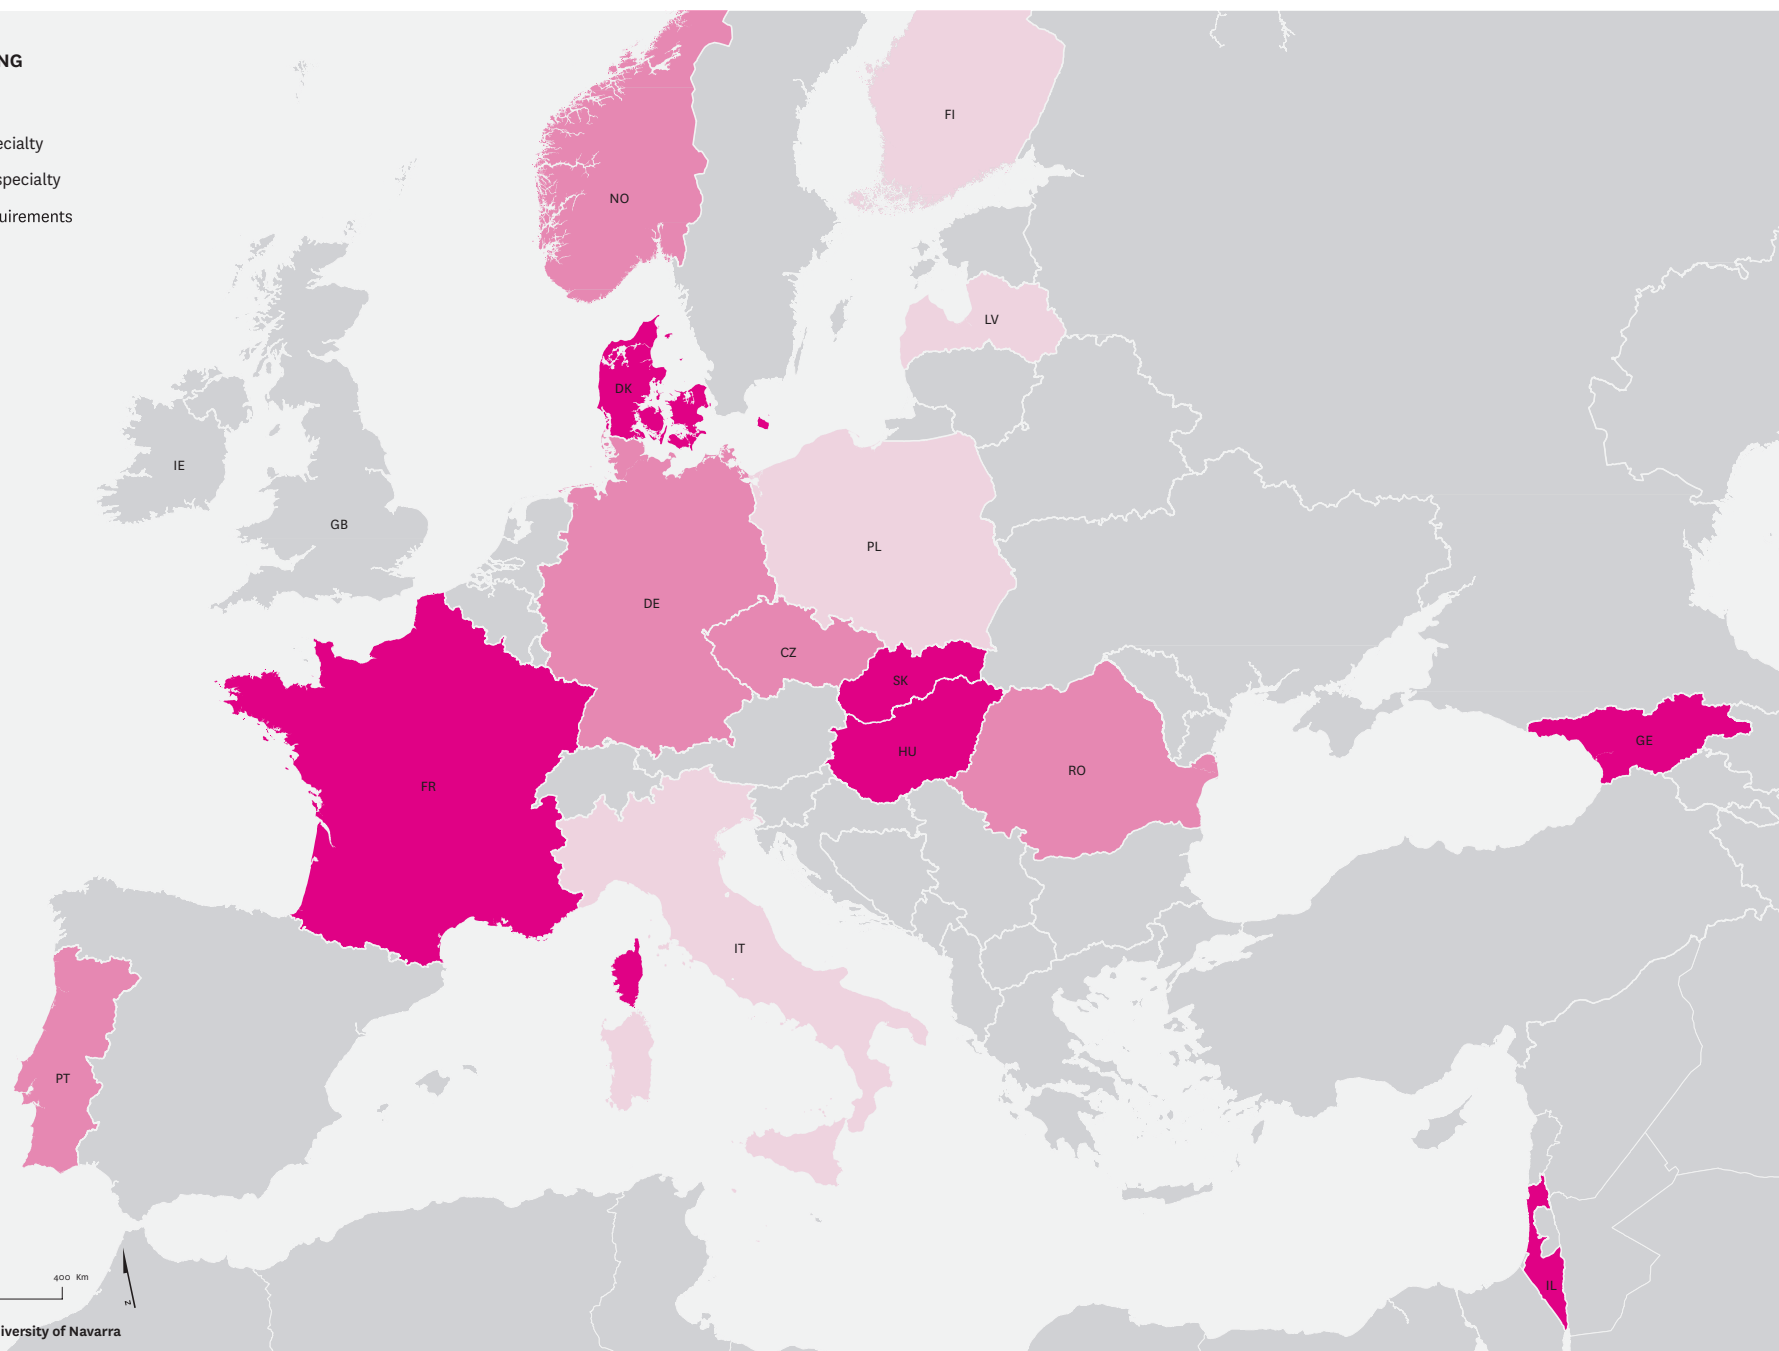 NG
ecialty
specialty
uirements
FI
NO
LV
DK
IE
GB
PL
DE
CZ
SK
GE
HU
RO
FR
IT
PT
400 Km
z
IL
iversity of Navarra